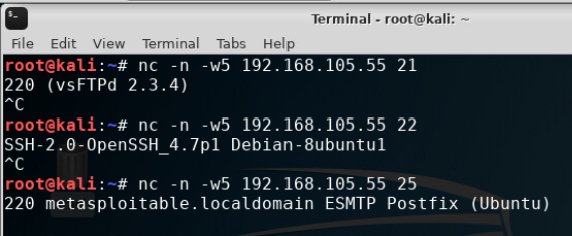 Terminal - root@kali: ~
File Edit View Terminal Tabs Help
root@kali:~# nc -n -w5 192.168.105.55 21
220 (vsFTPd 2.3.4)
^C
root@kali:~# nc -n -w5 192.168.105.55 22
SSH-2.0-OpenSSH_4.7p1 Debian-8ubuntu1
^C
root@kali:~# nc -n -w5 192.168.105.55 25
220 metasploitable.localdomain ESMTP Postfix (Ubuntu)